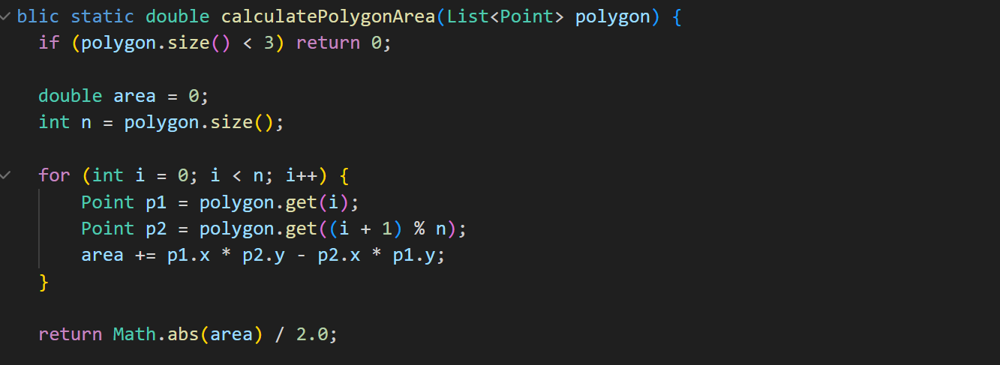 blic static double calculatePolygonArea(List<Point> polygon) {
if (polygon.size() < 3) return 0;
double area = 0;
int n = polygon.size();
for (int i = 0; i < n; i++) {
Point p1 = polygon.get(i);
Point p2 = polygon.get((i + 1) % n);
area += p1.x * p2.y - p2.x * p1.y;
}
return Math.abs(area) / 2.0;